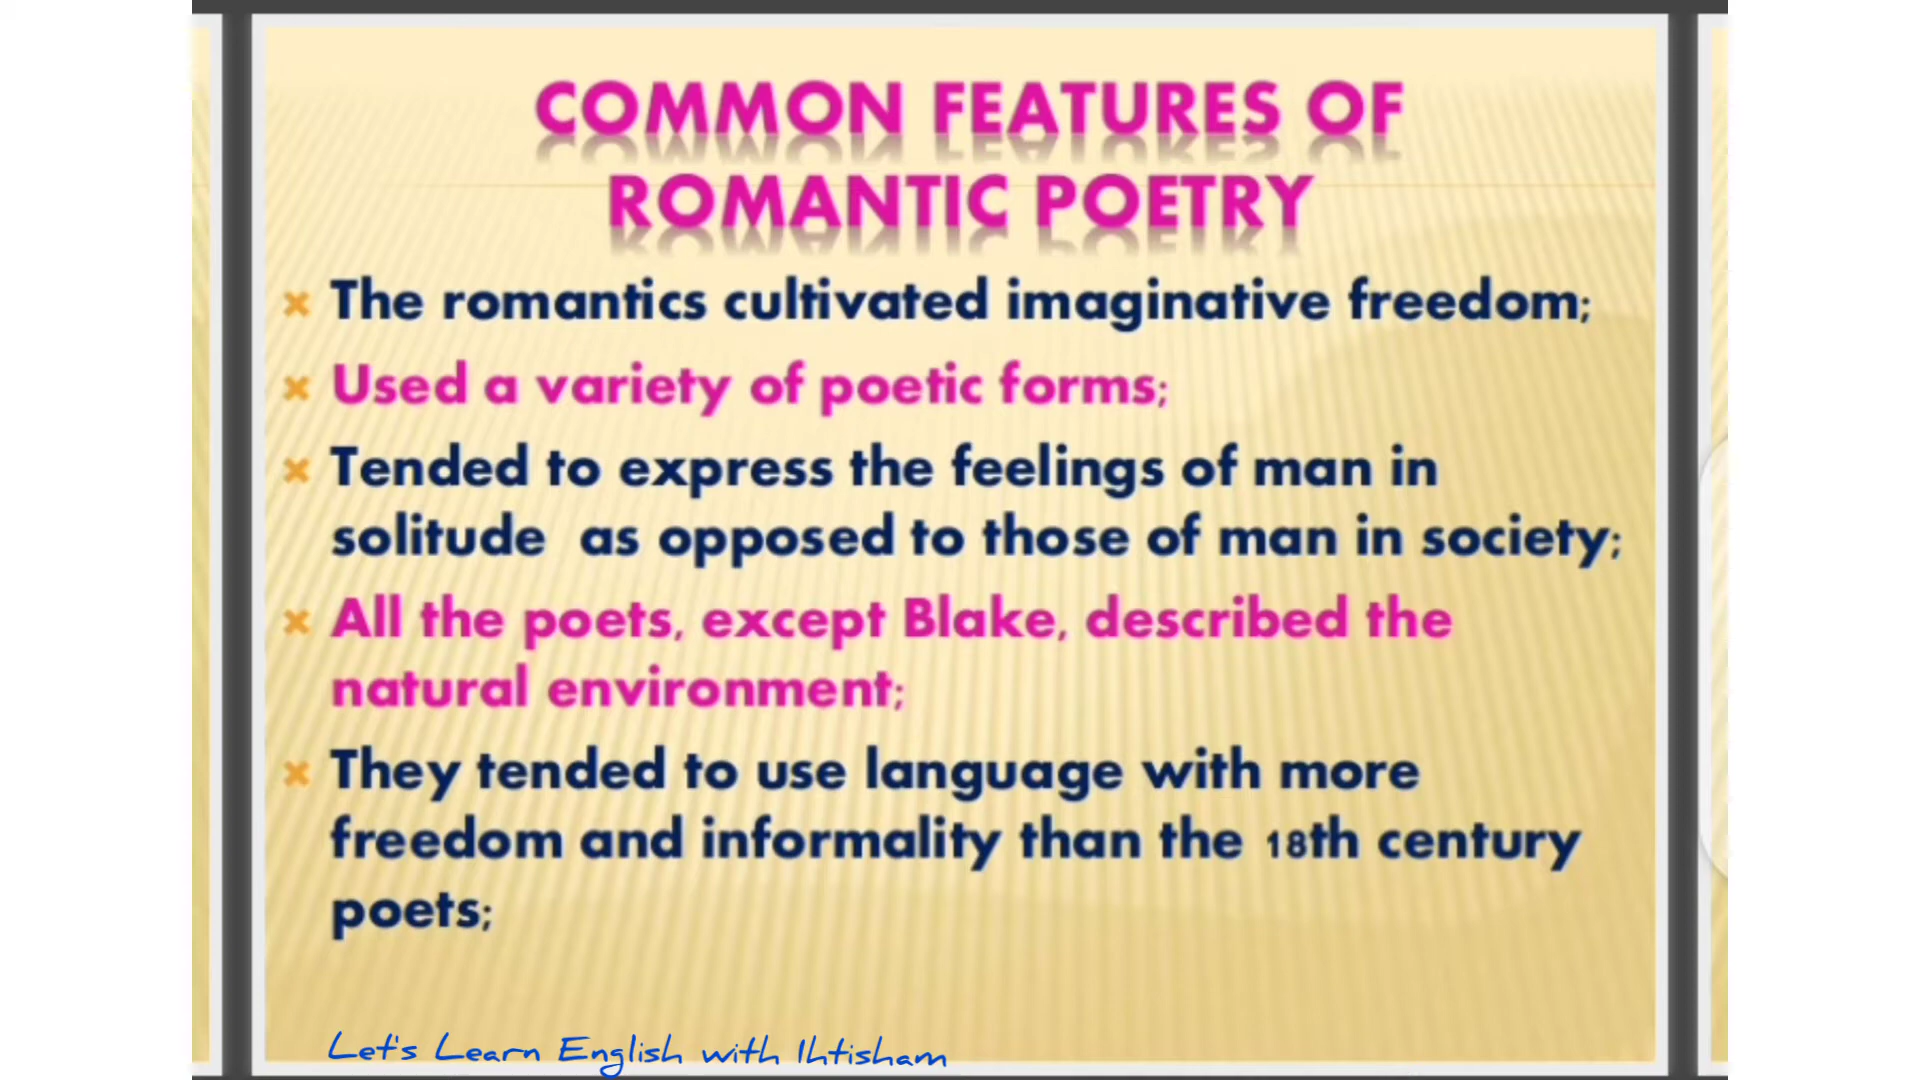 COMMON FEATURES OF
ROMANTIC POETRY
The romantics cultivated imaginative freedom;
Used a variety of poetic forms;
Tended to express the feelings of man in
solitude as opposed to those of man in society;
All the poets, except Blake, described the
natural environment;
They tended to use language with more
freedom and informality than the 18th century
poets;
Let's Learn English with Ihtisham